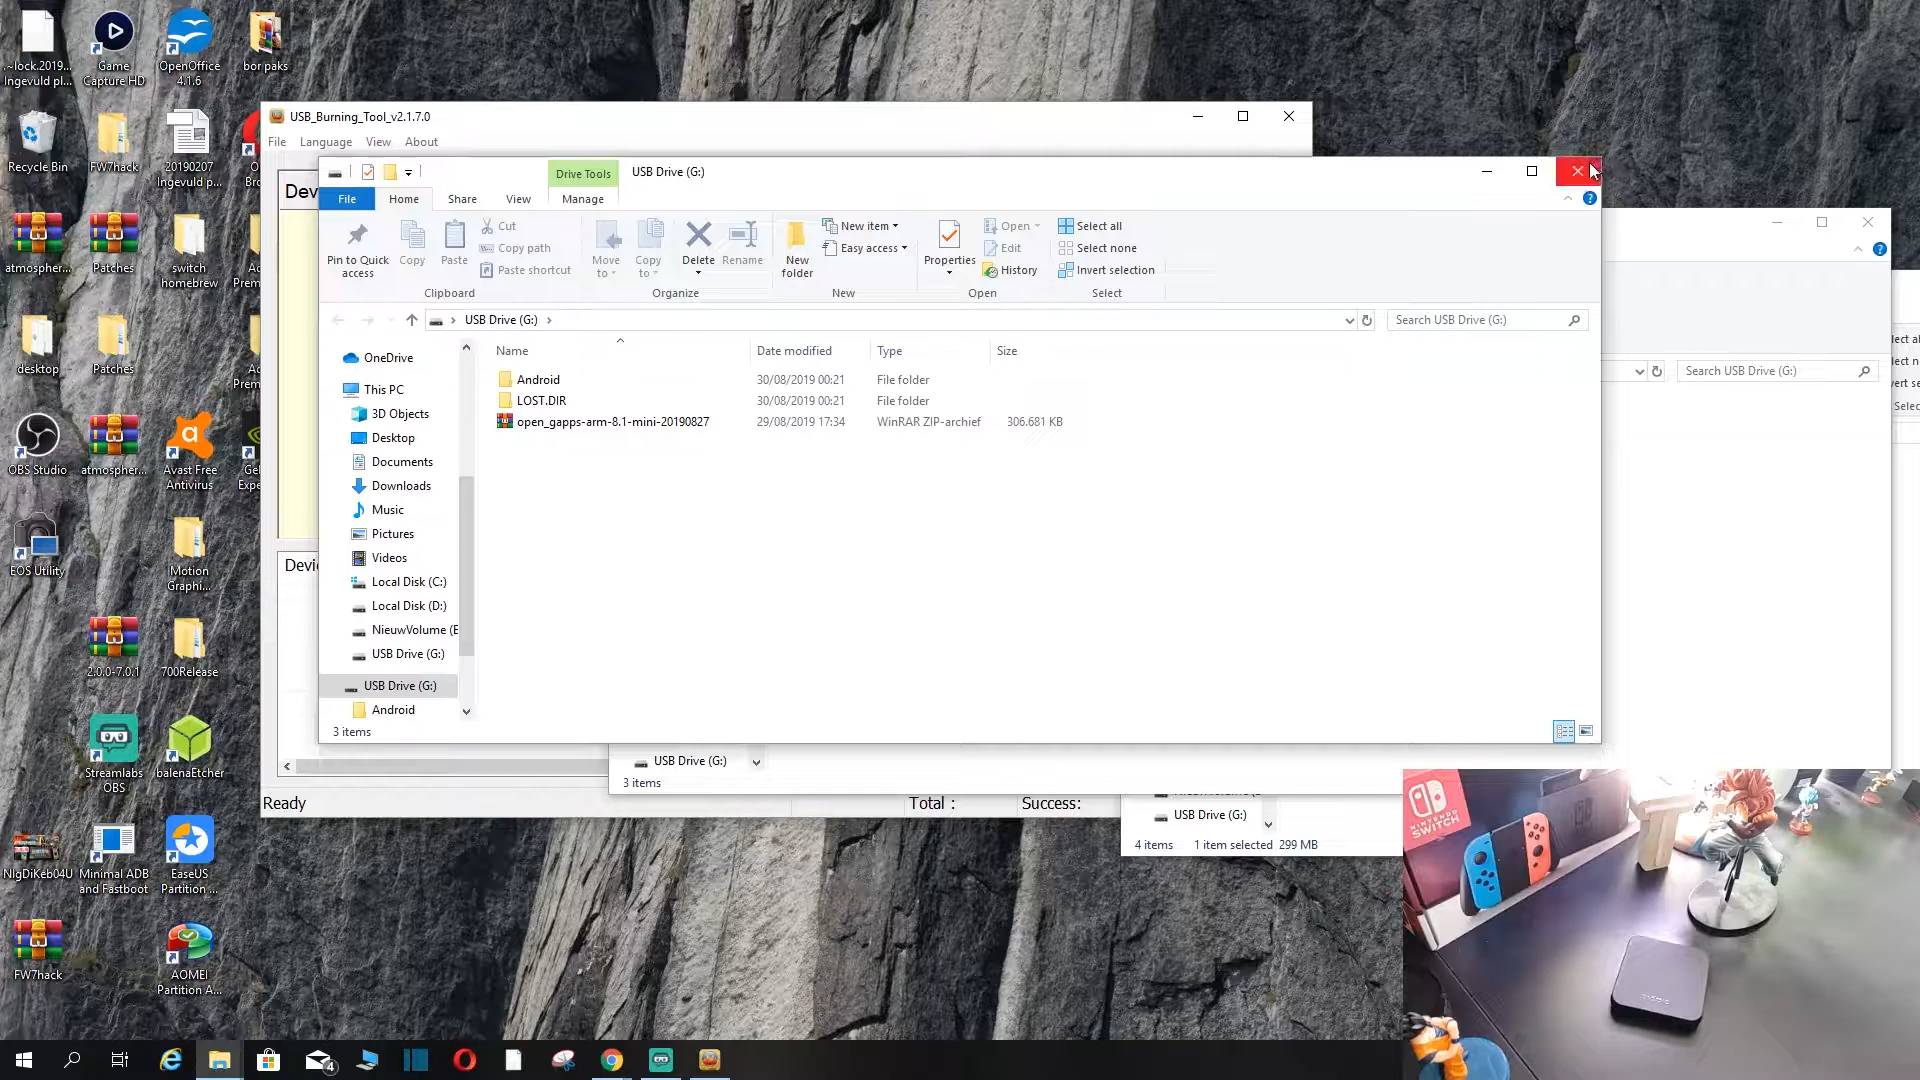 .~lock.2019...
Ingevuld pl...
Game
Capture HD
OpenOffice
4.1.6
bor paks
Recycle Bin
FW7hack
20190207
Ingevuld p...
atmospher...
Patches
switch
homebrew
desktop
Patches
OBS Studio
atmospher...
Avast Free
Antivirus
EOS Utility
Motion
Graphi...
2.0.0-7.0.1
700Release
Streamlabs
OBS
balenaEtcher
NIgDiKeb04U
Minimal ADB
and Fastboot
EaseUS
Partition ...
FW7hack
AOMEI
Partition A...
USB_Burning_Tool_v2.1.7.0
File Language View About
Drive Tools
USB Drive (G:)
File Home Share View Manage
Pin to Quick
access
Copy
Paste
Cut
Copy path
Paste shortcut
Clipboard
Move
to
Copy
to
Delete
Rename
Organize
New
folder
New item
Easy access
New
Properties
Open
Edit
History
Open
Select all
Select none
Invert selection
Select
USB Drive (G:)
Search USB Drive (G:)
Name Date modified Type Size
Android 30/08/2019 00:21 File folder
LOST.DIR 30/08/2019 00:21 File folder
open_gapps-arm-8.1-mini-20190827 29/08/2019 17:34 WinRAR ZIP-archief 306.681 KB
OneDrive
This PC
3D Objects
Desktop
Documents
Downloads
Music
Pictures
Videos
Local Disk (C:)
Local Disk (D:)
NieuwVolume (E
USB Drive (G:)
USB Drive (G:)
Android
3 items
Search USB Drive (G:)
USB Drive (G:)
3 items
Ready
Total :
Success:
USB Drive (G:)
4 items 1 item selected 299 MB
NINTENDO
SWITCH
4